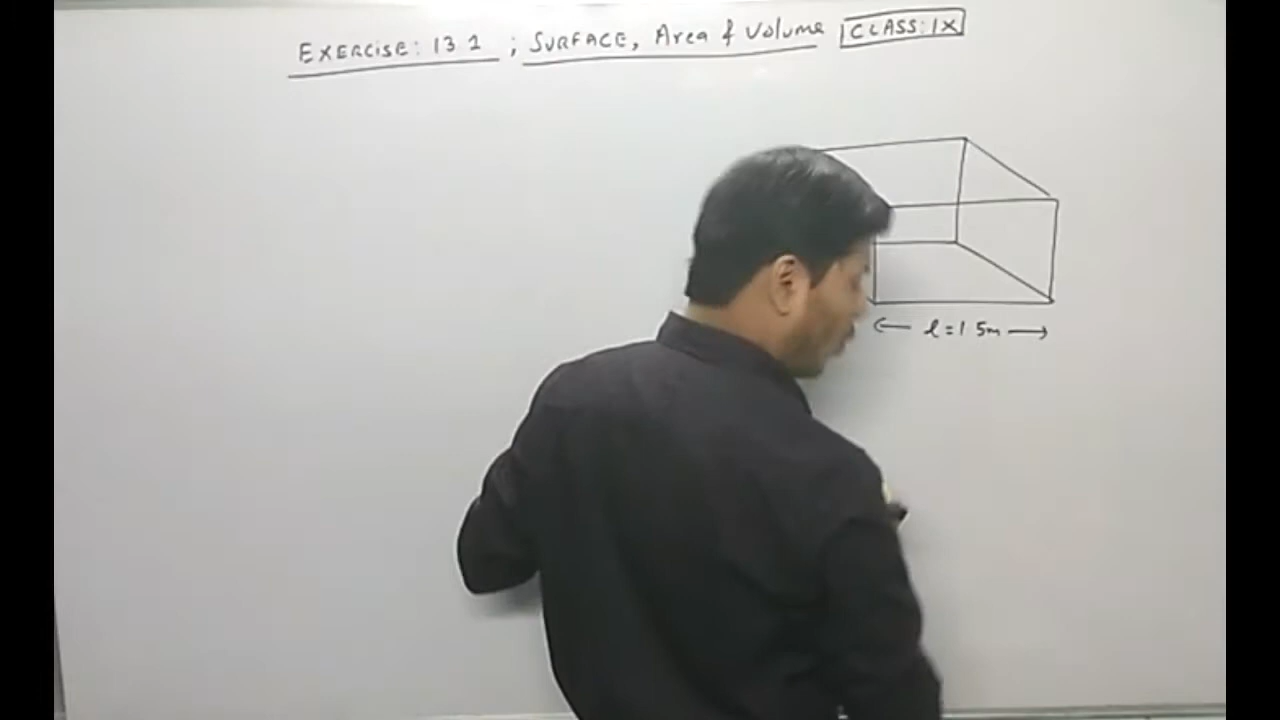 EXERCISE: 13.1 ; SURFACE, Area & Volume CLASS: IX
l = 1.5m